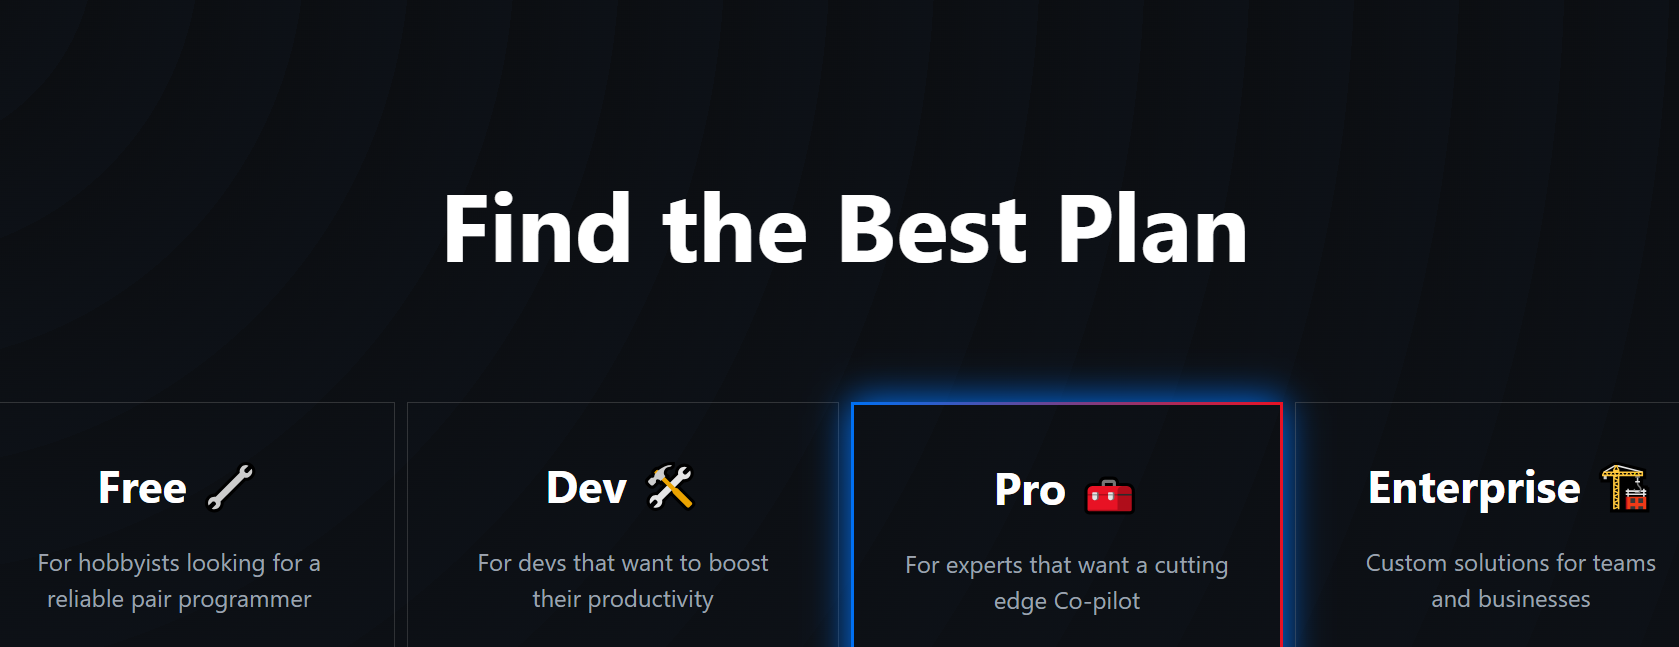 Find the Best Plan
Free
For hobbyists looking for a
reliable pair programmer
Dev
For devs that want to boost
their productivity
Pro
For experts that want a cutting
edge Co-pilot
Enterprise
Custom solutions for teams
and businesses